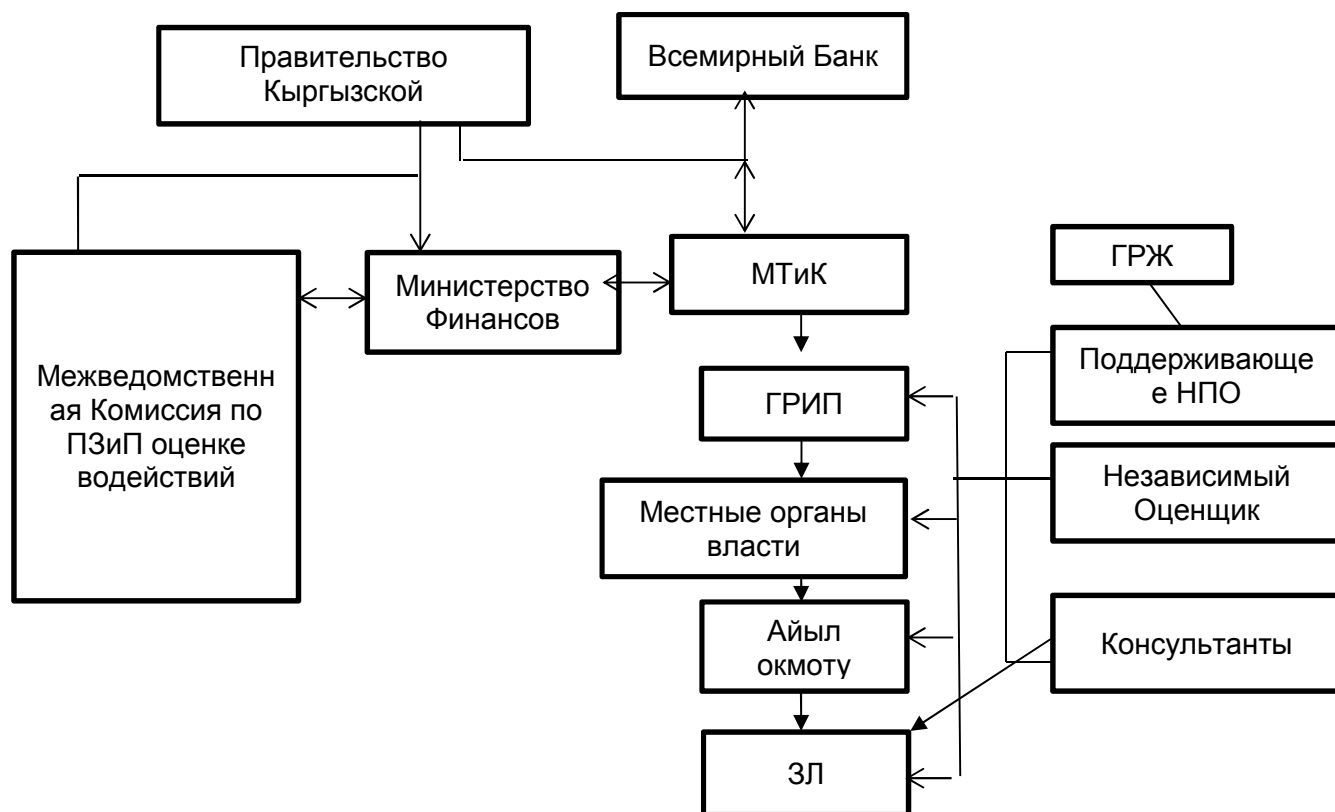 Правительство
Кыргызской
Всемирный Банк
Межведомственн
ая Комиссия по
ПЗиП оценке
водействий
Министерство
Финансов
МТиК
ГРЖ
ГРИП
Поддерживающе
е НПО
Местные органы
власти
Независимый
Оценщик
Айыл
окмоту
Консультанты
ЗЛ